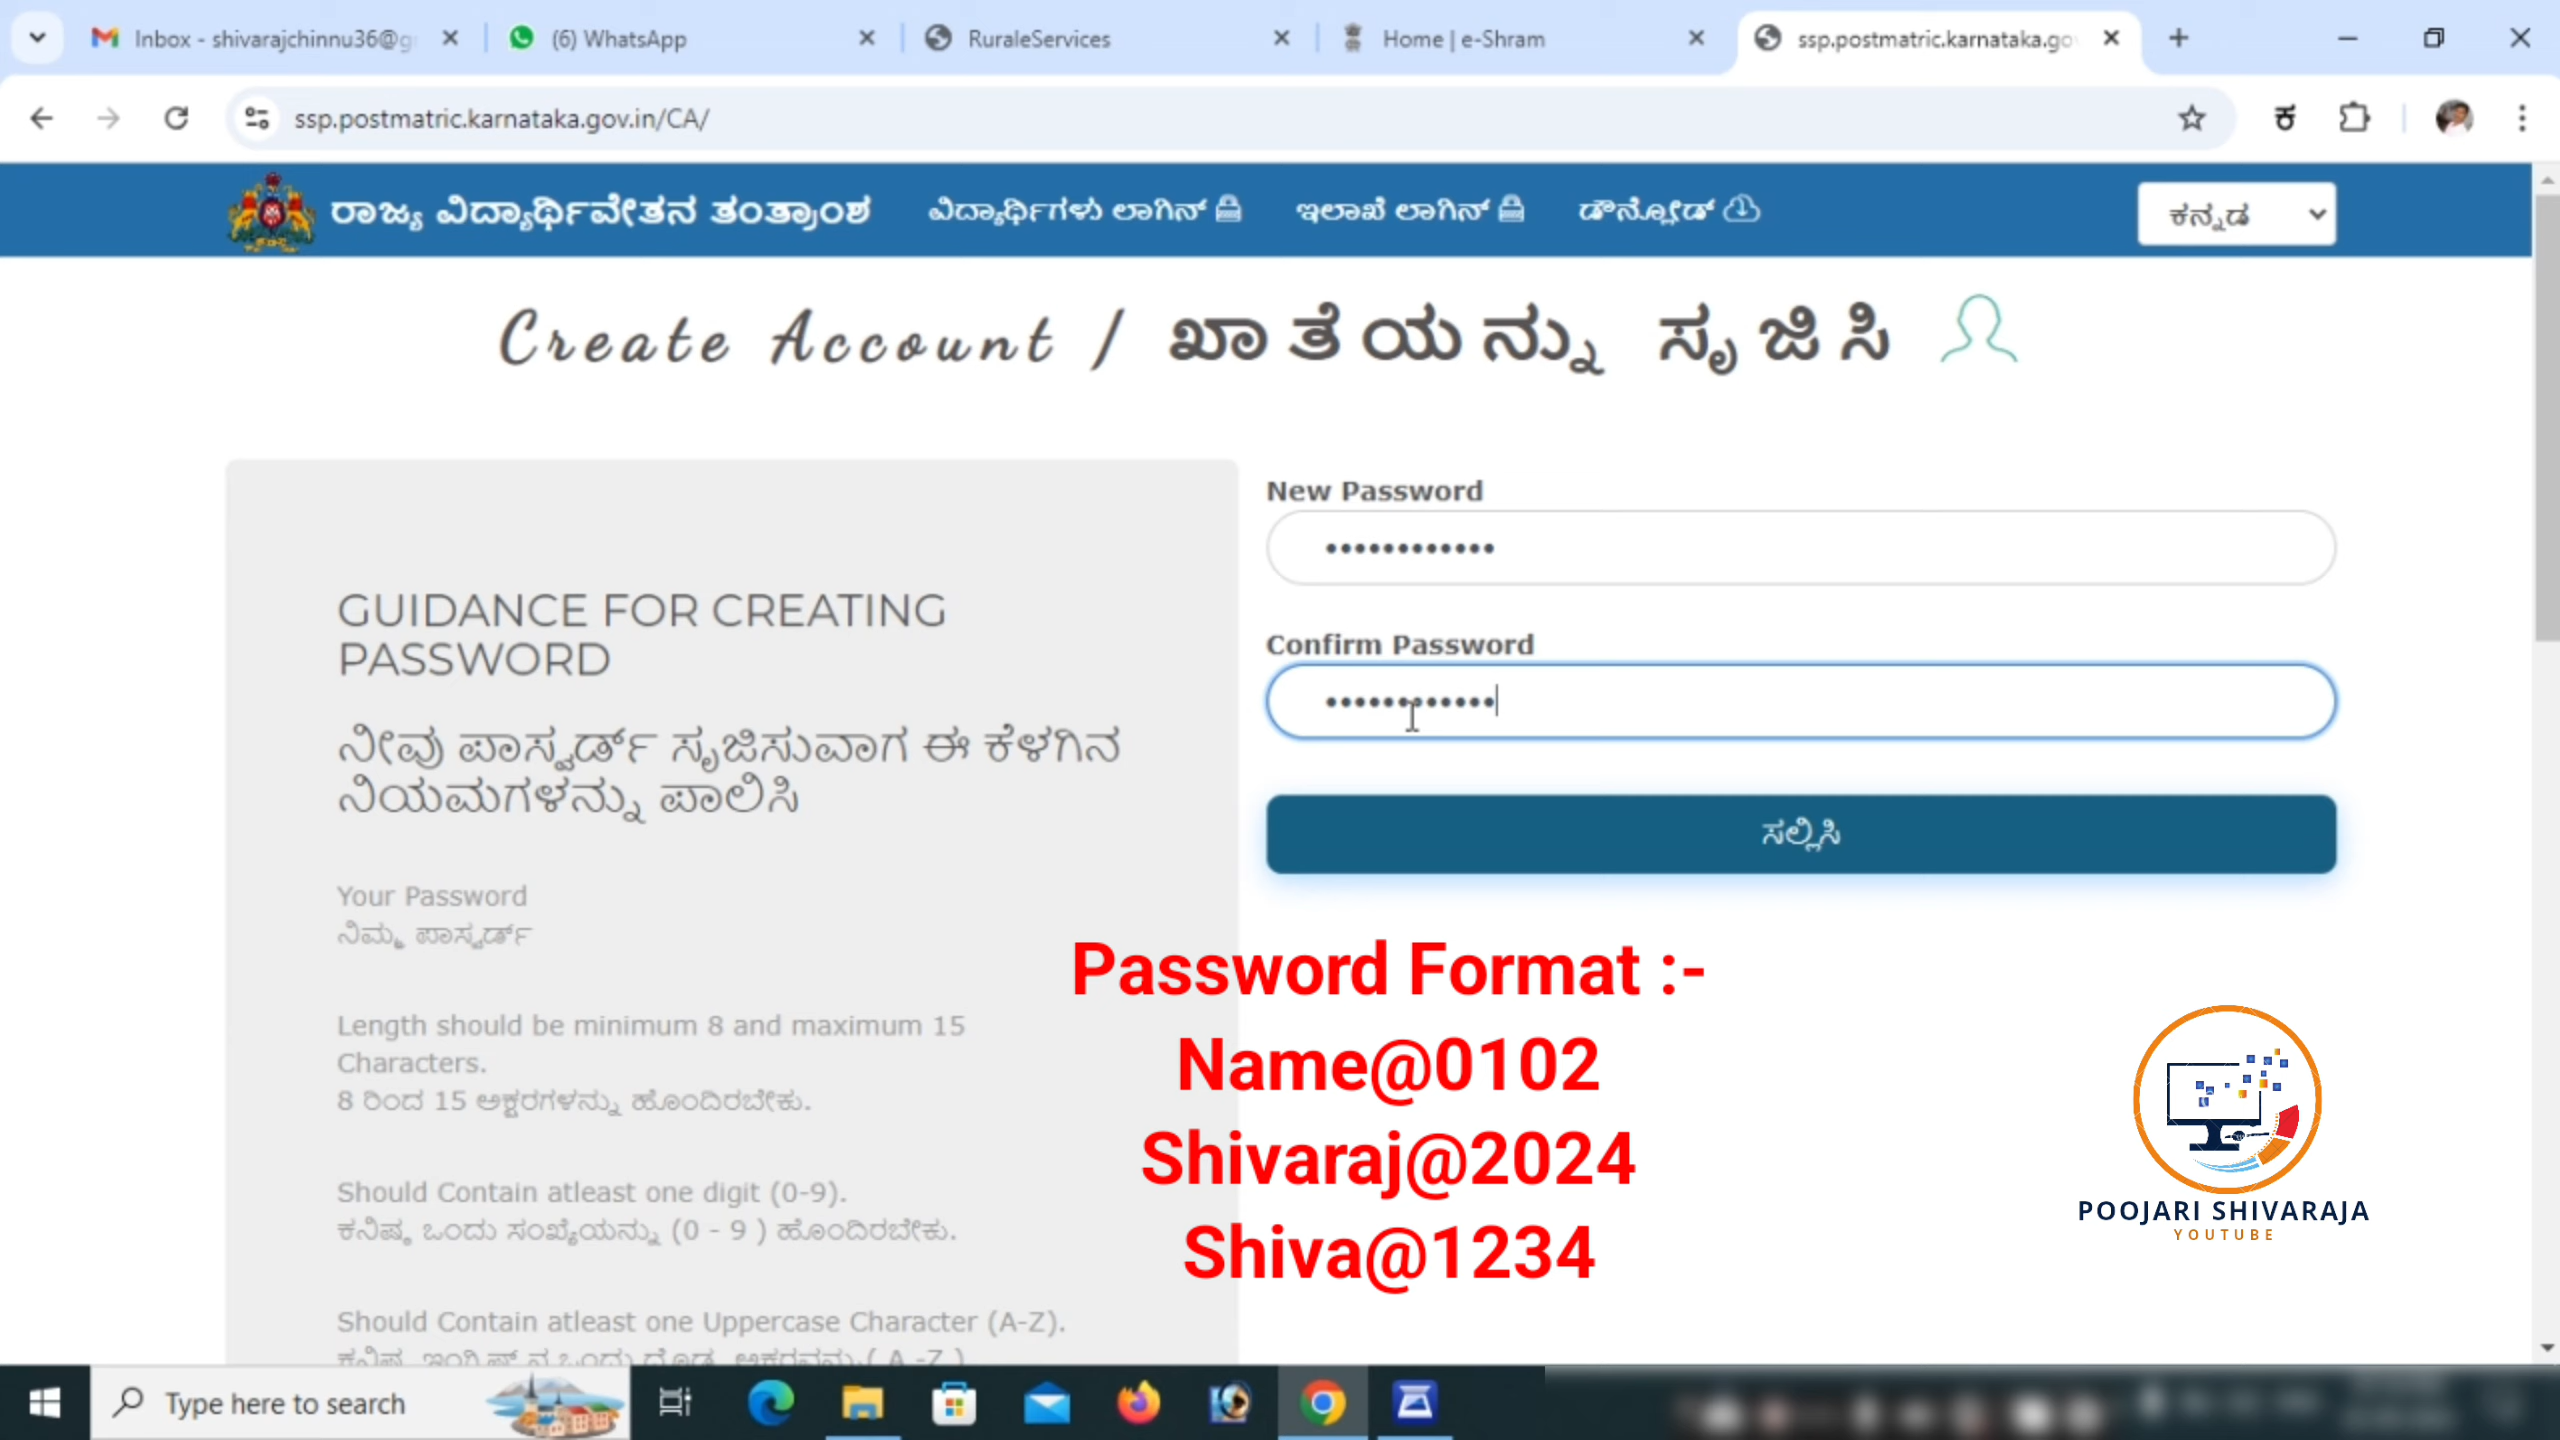 Inbox - shivarajchinnu36@g
(6) WhatsApp
RuraleServices
Home | e-Shram
ssp.postmatric.karnataka.go
ssp.postmatric.karnataka.gov.in/CA/
ಕ
ರಾಜ್ಯ ವಿದ್ಯಾರ್ಥಿವೇತನ ತಂತ್ರಾಂಶ
ವಿದ್ಯಾರ್ಥಿಗಳು ಲಾಗಿನ್
ಇಲಾಖೆ ಲಾಗಿನ್
ಡೌನ್ಲೋಡ್
ಕನ್ನಡ
Create Account / ಖಾತೆಯನ್ನು ಸೃಜಿಸಿ
GUIDANCE FOR CREATING
PASSWORD
ನೀವು ಪಾಸ್ವರ್ಡ್ ಸೃಜಿಸುವಾಗ ಈ ಕೆಳಗಿನ
ನಿಯಮಗಳನ್ನು ಪಾಲಿಸಿ
Your Password
ನಿಮ್ಮ ಪಾಸ್ವರ್ಡ್
Length should be minimum 8 and maximum 15
Characters.
8 ರಿಂದ 15 ಅಕ್ಷರಗಳನ್ನು ಹೊಂದಿರಬೇಕು.
Should Contain atleast one digit (0-9).
ಕನಿಷ್ಠ ಒಂದು ಸಂಖ್ಯೆಯನ್ನು (0 - 9 ) ಹೊಂದಿರಬೇಕು.
Should Contain atleast one Uppercase Character (A-Z).
New Password
Confirm Password
ಸಲ್ಲಿಸಿ
Password Format :-
Name@0102
Shivaraj@2024
Shiva@1234
POOJARI SHIVARAJA
YOUTUBE
Type here to search